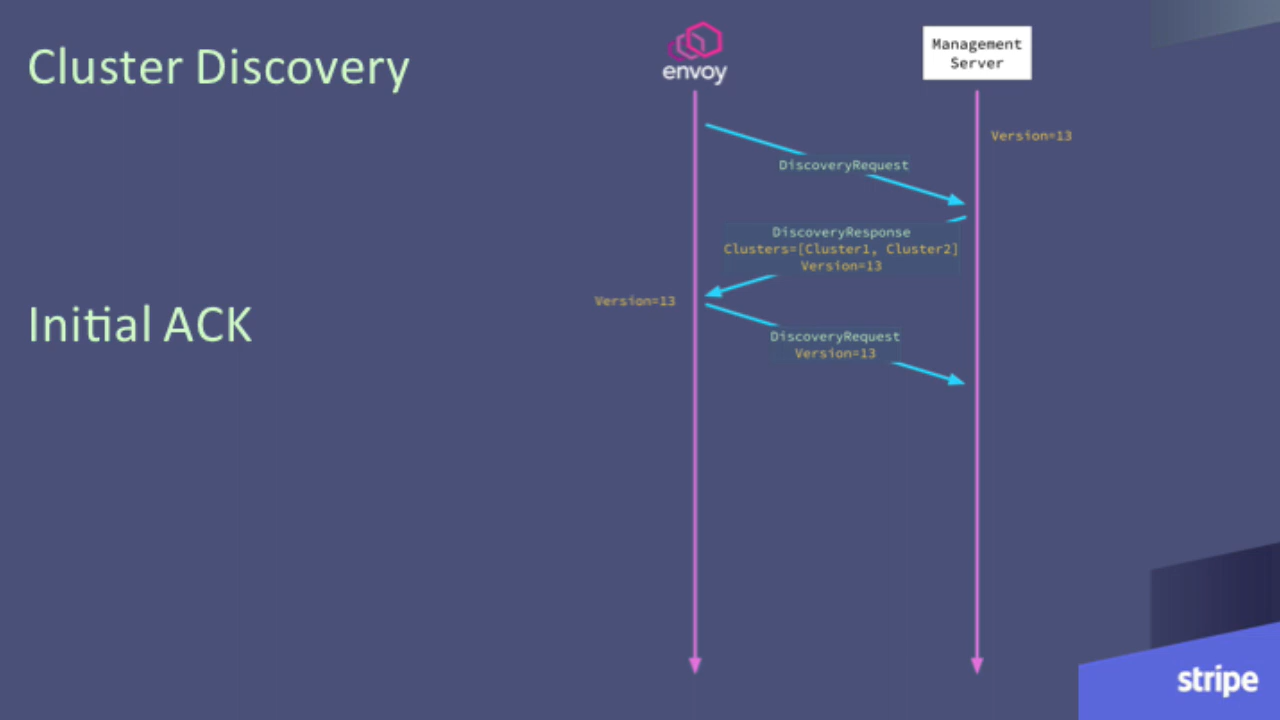 Cluster Discovery
envoy
Management
Server
Version=13
DiscoveryRequest
DiscoveryResponse
Clusters=[Cluster1, Cluster2]
Version=13
Version=13
Initial ACK
DiscoveryRequest
Version=13
stripe